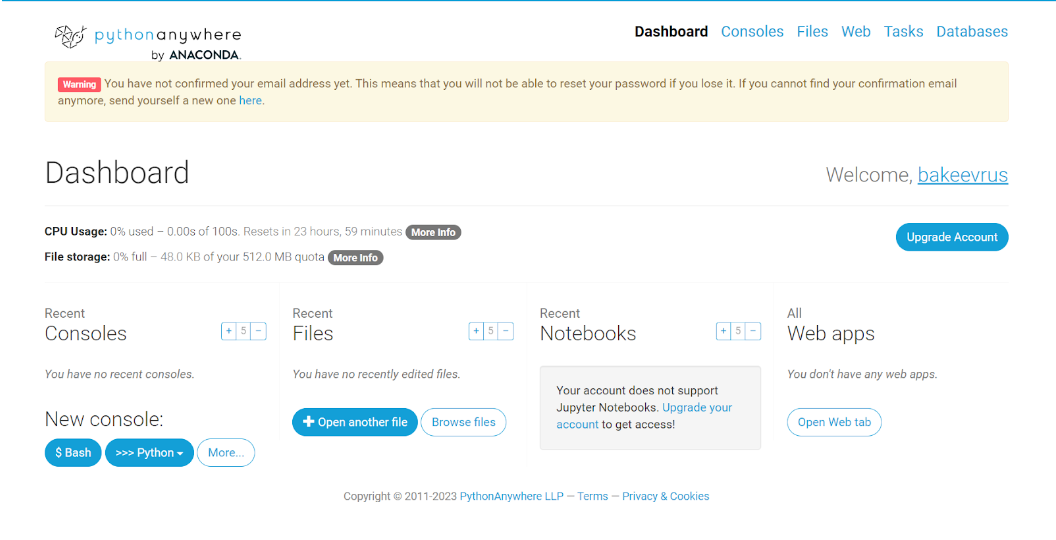 pythonanywhere
by ANACONDA.
Dashboard Consoles Files Web Tasks Databases
Warning You have not confirmed your email address yet. This means that you will not be able to reset your password if you lose it. If you cannot find your confirmation email
anymore, send yourself a new one here.
Dashboard
Welcome, bakeevrus
CPU Usage: 0% used – 0.00s of 100s. Resets in 23 hours, 59 minutes More Info
Upgrade Account
File storage: 0% full – 48.0 KB of your 512.0 MB quota More Info
Recent
Consoles
+ 5 −
You have no recent consoles.
New console:
$ Bash >>> Python More...
Recent
Files
+ 5 −
You have no recently edited files.
+ Open another file Browse files
Recent
Notebooks
+ 5 −
Your account does not support
Jupyter Notebooks. Upgrade your
account to get access!
All
Web apps
You don't have any web apps.
Open Web tab
Copyright © 2011-2023 PythonAnywhere LLP — Terms — Privacy & Cookies